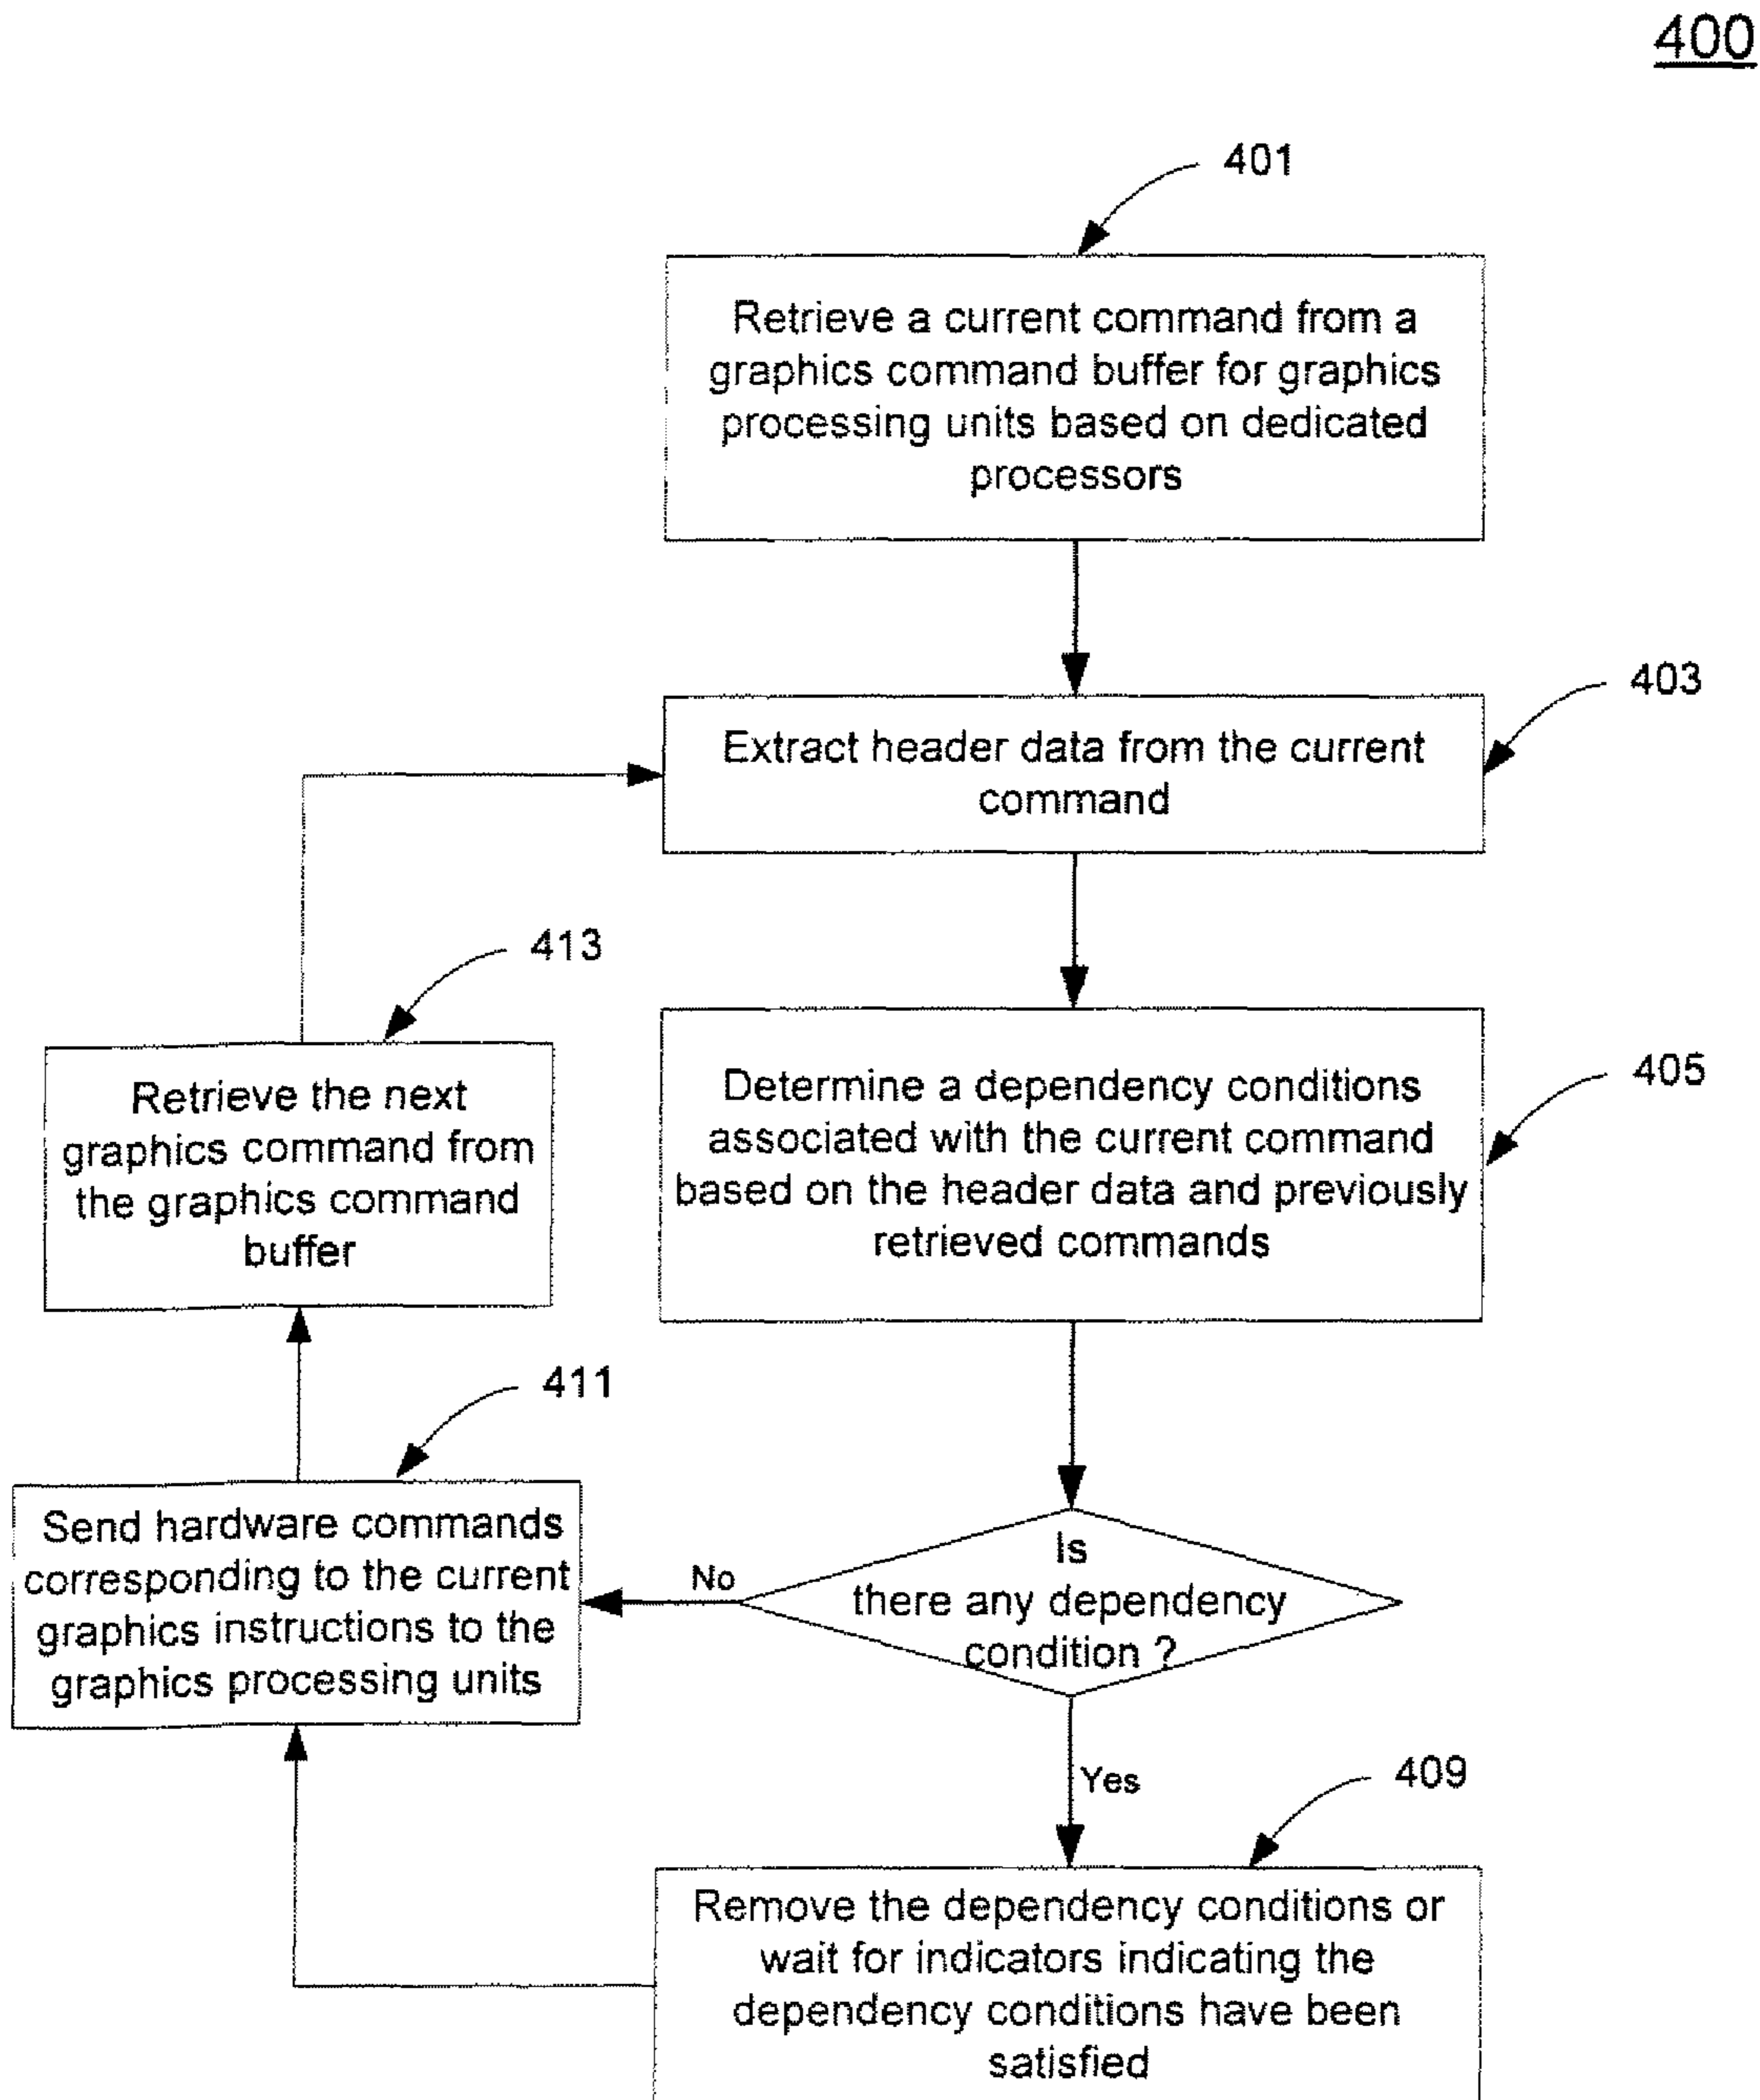 400
401
Retrieve a current command from a
graphics command buffer for graphics
processing units based on dedicated
processors
403
Extract header data from the current
command
413
Retrieve the next
graphics command from
the graphics command
buffer
405
Determine a dependency conditions
associated with the current command
based on the header data and previously
retrieved commands
411
Send hardware commands
corresponding to the current
graphics instructions to the
graphics processing units
No
Is
there any dependency
condition ?
Yes
409
Remove the dependency conditions or
wait for indicators indicating the
dependency conditions have been
satisfied